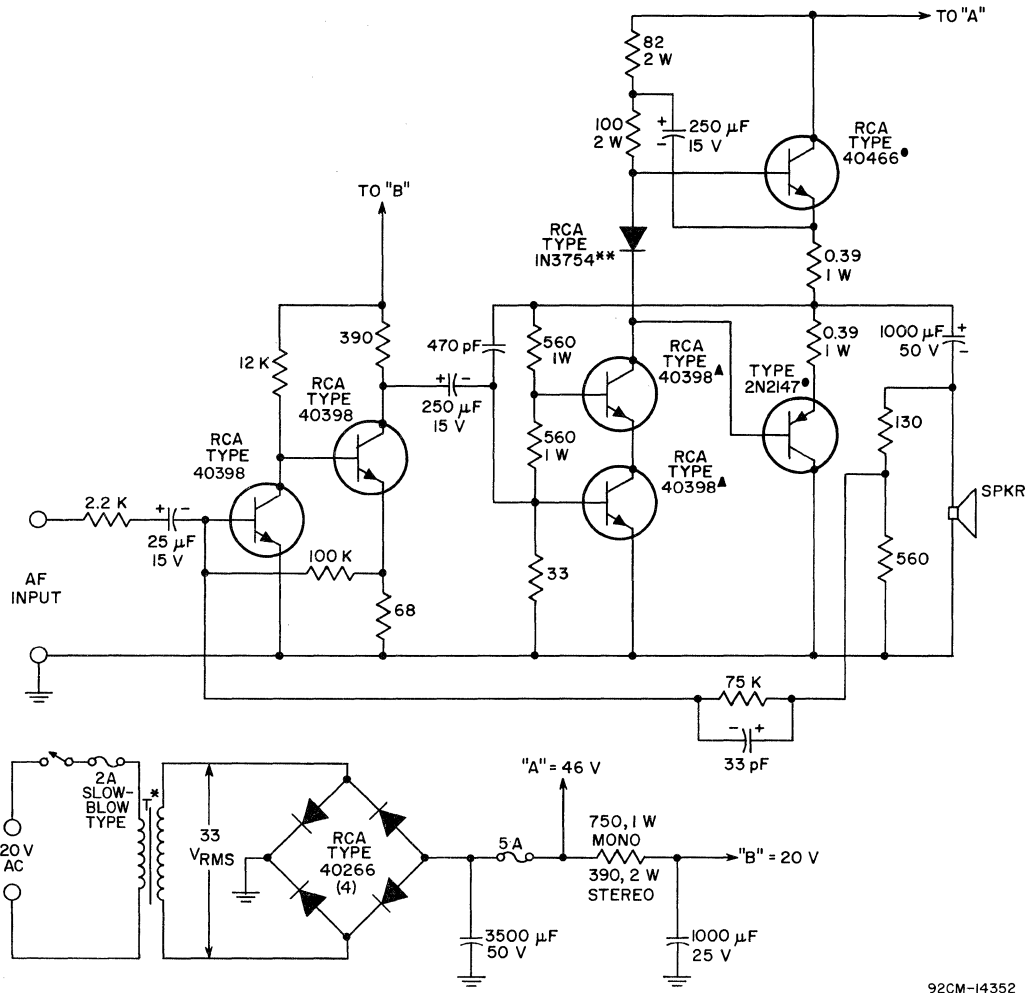 TO "A"
82
2 W
100
2 W
+
-
250 µF
15 V
RCA
TYPE
40466●
TO "B"
RCA
TYPE
1N3754**
0.39
1 W
12 K
390
470 pF
560
1W
RCA
TYPE
40398▲
0.39
1 W
1000 µF
50 V
+
-
RCA
TYPE
40398
+ -
250 µF
15 V
TYPE
2N2147●
560
1 W
130
RCA
TYPE
40398
RCA
TYPE
40398▲
SPKR
2.2 K
+ -
25 µF
15 V
100 K
33
560
AF
INPUT
68
75 K
- +
33 pF
2A
SLOW-
BLOW
TYPE
T*
33
VRMS
RCA
TYPE
40266
(4)
"A" = 46 V
5 A
750, 1 W
MONO
390, 2 W
STEREO
"B" = 20 V
20 V
AC
3500 µF
50 V
1000 µF
25 V
92CM-14352